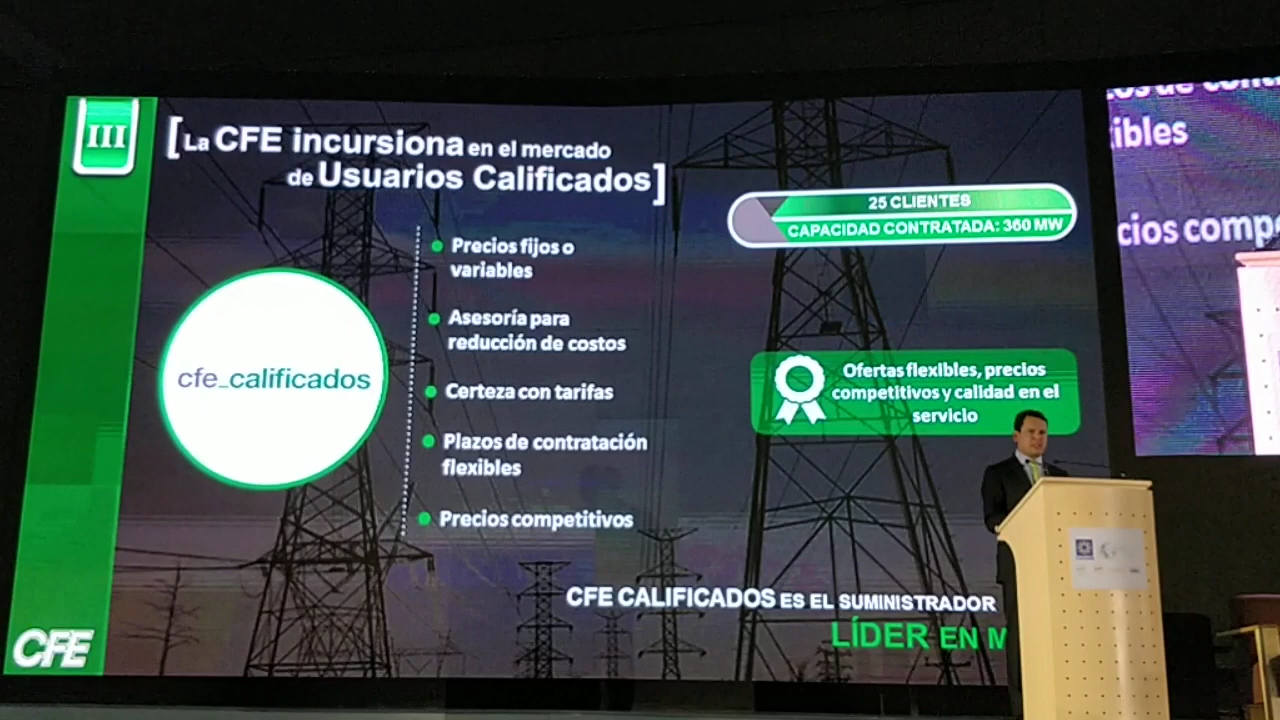 III
[La CFE incursiona en el mercado
de Usuarios Calificados]
25 CLIENTES
CAPACIDAD CONTRATADA: 360 MW
cfe_calificados
Precios fijos o
variables
Asesoría para
reducción de costos
Certeza con tarifas
Plazos de contratación
flexibles
Precios competitivos
Ofertas flexibles, precios
competitivos y calidad en el
servicio
CFE CALIFICADOS ES EL SUMINISTRADOR
LÍDER EN M
CFE
ibles
cios comp